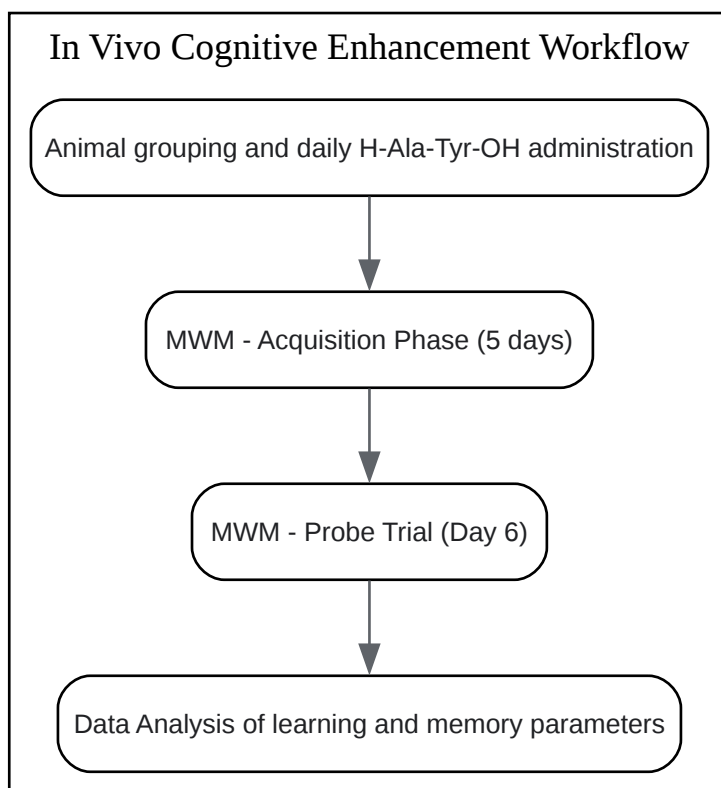 In Vivo Cognitive Enhancement Workflow
Animal grouping and daily H-Ala-Tyr-OH administration
MWM - Acquisition Phase (5 days)
MWM - Probe Trial (Day 6)
Data Analysis of learning and memory parameters